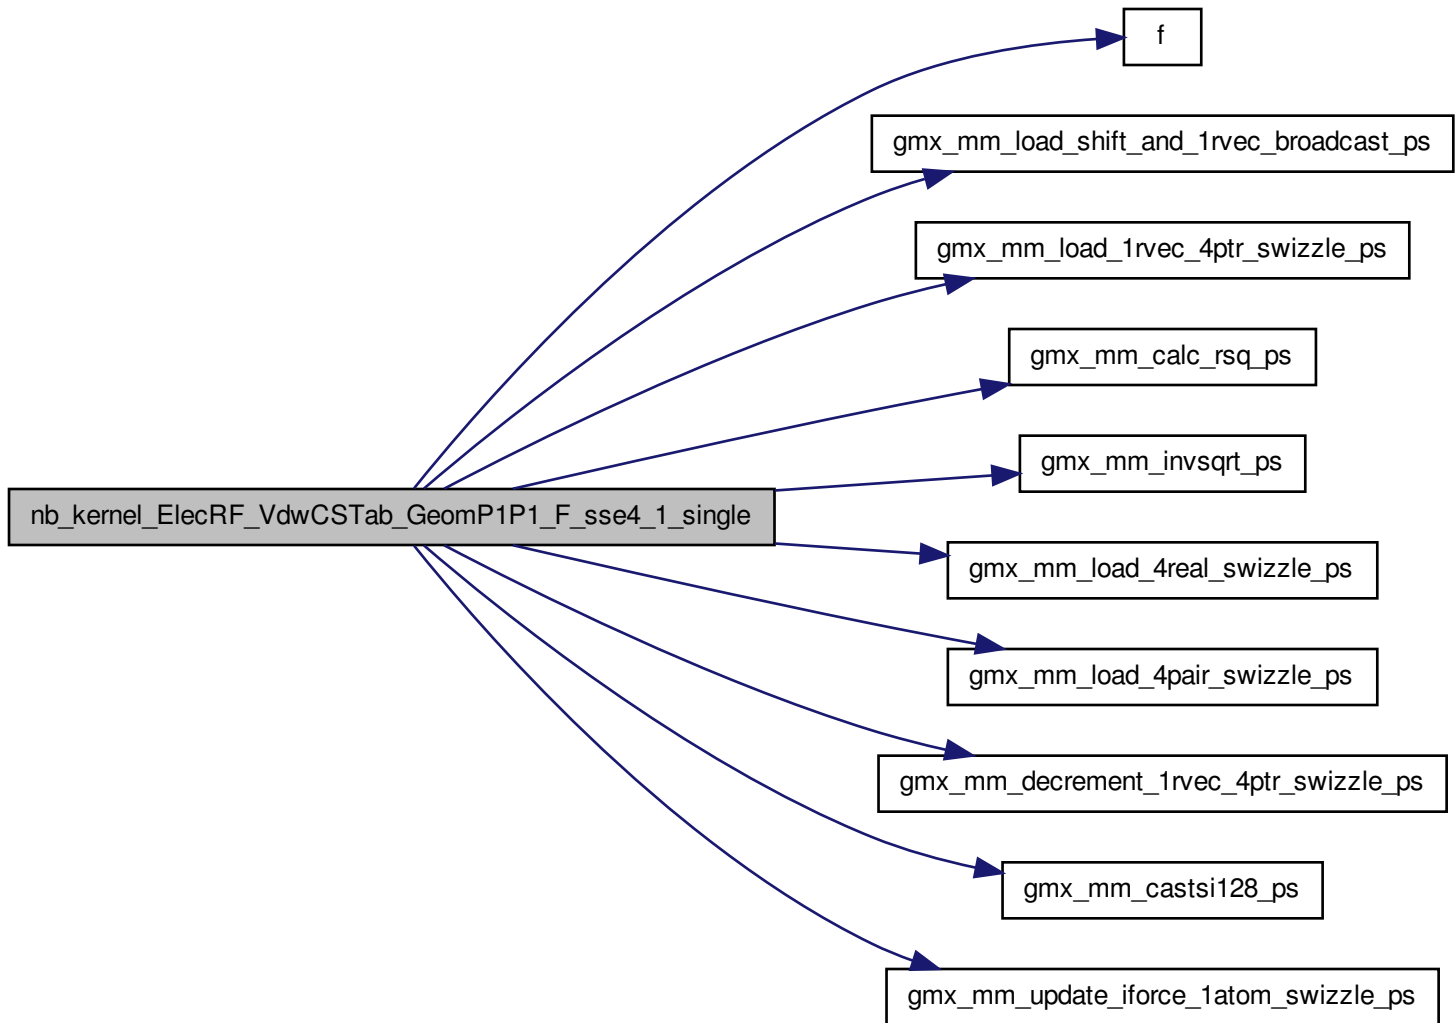 f
gmx_mm_load_shift_and_1rvec_broadcast_ps
gmx_mm_load_1rvec_4ptr_swizzle_ps
gmx_mm_calc_rsq_ps
gmx_mm_invsqrt_ps
nb_kernel_ElecRF_VdwCSTab_GeomP1P1_F_sse4_1_single
gmx_mm_load_4real_swizzle_ps
gmx_mm_load_4pair_swizzle_ps
gmx_mm_decrement_1rvec_4ptr_swizzle_ps
gmx_mm_castsi128_ps
gmx_mm_update_iforce_1atom_swizzle_ps